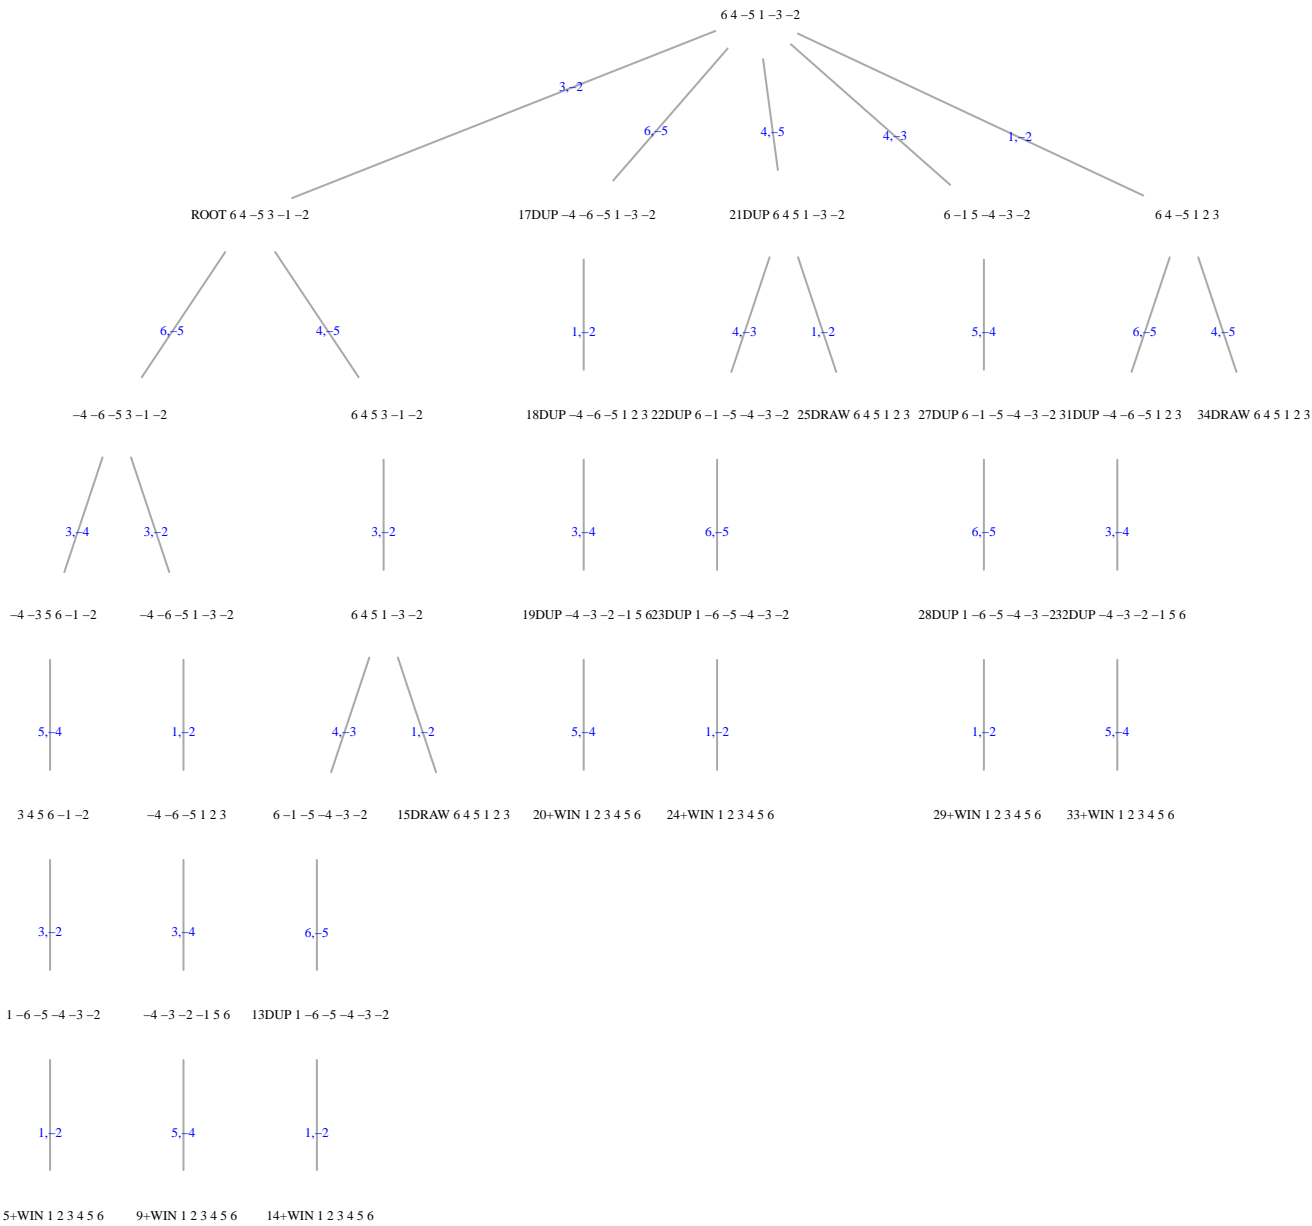 6 4 −5 1 −3 −2
3,−2
6,−5
4,−5
4,−3
1,−2
ROOT 6 4 −5 3 −1 −2
17DUP −4 −6 −5 1 −3 −2
21DUP 6 4 5 1 −3 −2
6 −1 5 −4 −3 −2
6 4 −5 1 2 3
6,−5
4,−5
1,−2
4,−3
1,−2
5,−4
6,−5
4,−5
−4 −6 −5 3 −1 −2
6 4 5 3 −1 −2
18DUP −4 −6 −5 1 2 3
22DUP 6 −1 −5 −4 −3 −2
25DRAW 6 4 5 1 2 3
27DUP 6 −1 −5 −4 −3 −2
31DUP −4 −6 −5 1 2 3
34DRAW 6 4 5 1 2 3
3,−4
3,−2
3,−2
3,−4
6,−5
6,−5
3,−4
−4 −3 5 6 −1 −2
−4 −6 −5 1 −3 −2
6 4 5 1 −3 −2
19DUP −4 −3 −2 −1 5 6
23DUP 1 −6 −5 −4 −3 −2
28DUP 1 −6 −5 −4 −3 −2
32DUP −4 −3 −2 −1 5 6
5,−4
1,−2
4,−3
1,−2
5,−4
1,−2
1,−2
5,−4
3 4 5 6 −1 −2
−4 −6 −5 1 2 3
6 −1 −5 −4 −3 −2
15DRAW 6 4 5 1 2 3
20+WIN 1 2 3 4 5 6
24+WIN 1 2 3 4 5 6
29+WIN 1 2 3 4 5 6
33+WIN 1 2 3 4 5 6
3,−2
3,−4
6,−5
1 −6 −5 −4 −3 −2
−4 −3 −2 −1 5 6
13DUP 1 −6 −5 −4 −3 −2
1,−2
5,−4
1,−2
5+WIN 1 2 3 4 5 6
9+WIN 1 2 3 4 5 6
14+WIN 1 2 3 4 5 6